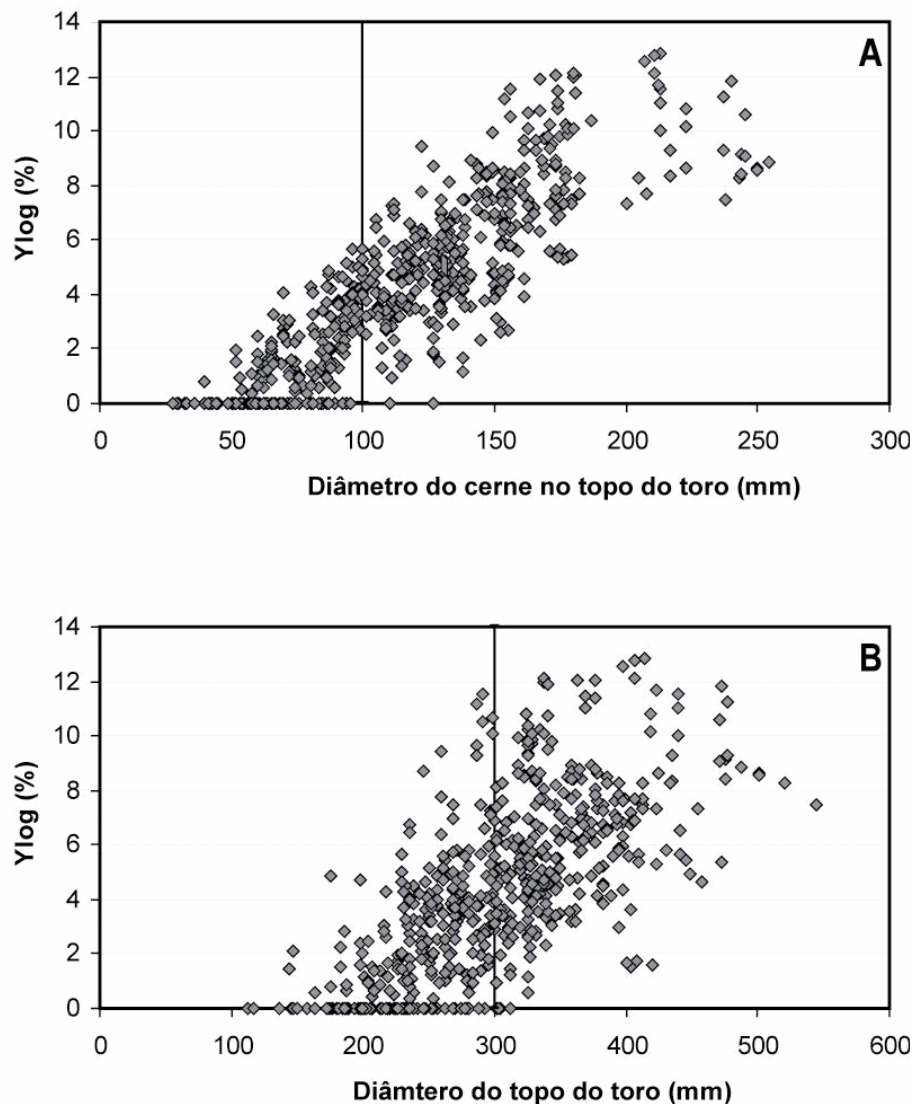 14
A
12
10
8
6
4
2
0
Ylog (%)
0 50 100 150 200 250 300
Diâmetro do cerne no topo do toro (mm)
14
B
12
10
8
6
4
2
0
Ylog (%)
0 100 200 300 400 500 600
Diâmtero do topo do toro (mm)